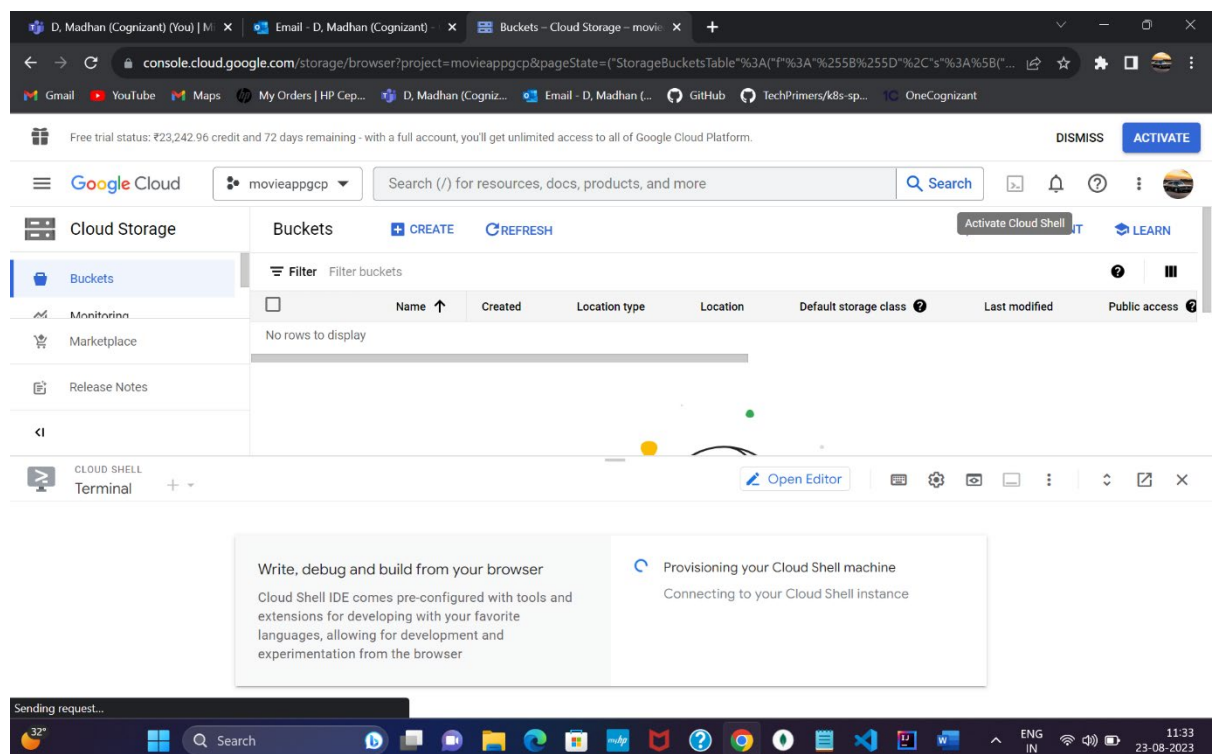 D, Madhan (Cognizant) (You) | Mi
Email - D, Madhan (Cognizant) -
Buckets – Cloud Storage – movie
console.cloud.google.com/storage/browser?project=movieappgcp&pageState=("StorageBucketsTable"%3A("f"%3A"%255B%255D"%2C"s"%3A%5B("...
Gmail YouTube Maps My Orders | HP Cep... D, Madhan (Cogniz... Email - D, Madhan (... GitHub TechPrimers/k8s-sp... 1C OneCognizant
Free trial status: ₹23,242.96 credit and 72 days remaining - with a full account, you'll get unlimited access to all of Google Cloud Platform. DISMISS ACTIVATE
Google Cloud movieappgcp Search (/) for resources, docs, products, and more Search
Cloud Storage Buckets CREATE REFRESH Activate Cloud Shell NT LEARN
Buckets Filter Filter buckets
Monitoring Name Created Location type Location Default storage class Last modified Public access
Marketplace No rows to display
Release Notes
CLOUD SHELL
Terminal Open Editor
Write, debug and build from your browser
Cloud Shell IDE comes pre-configured with tools and
extensions for developing with your favorite
languages, allowing for development and
experimentation from the browser
Provisioning your Cloud Shell machine
Connecting to your Cloud Shell instance
Sending request...
32° Search myhp ENG
IN
11:33
23-08-2023